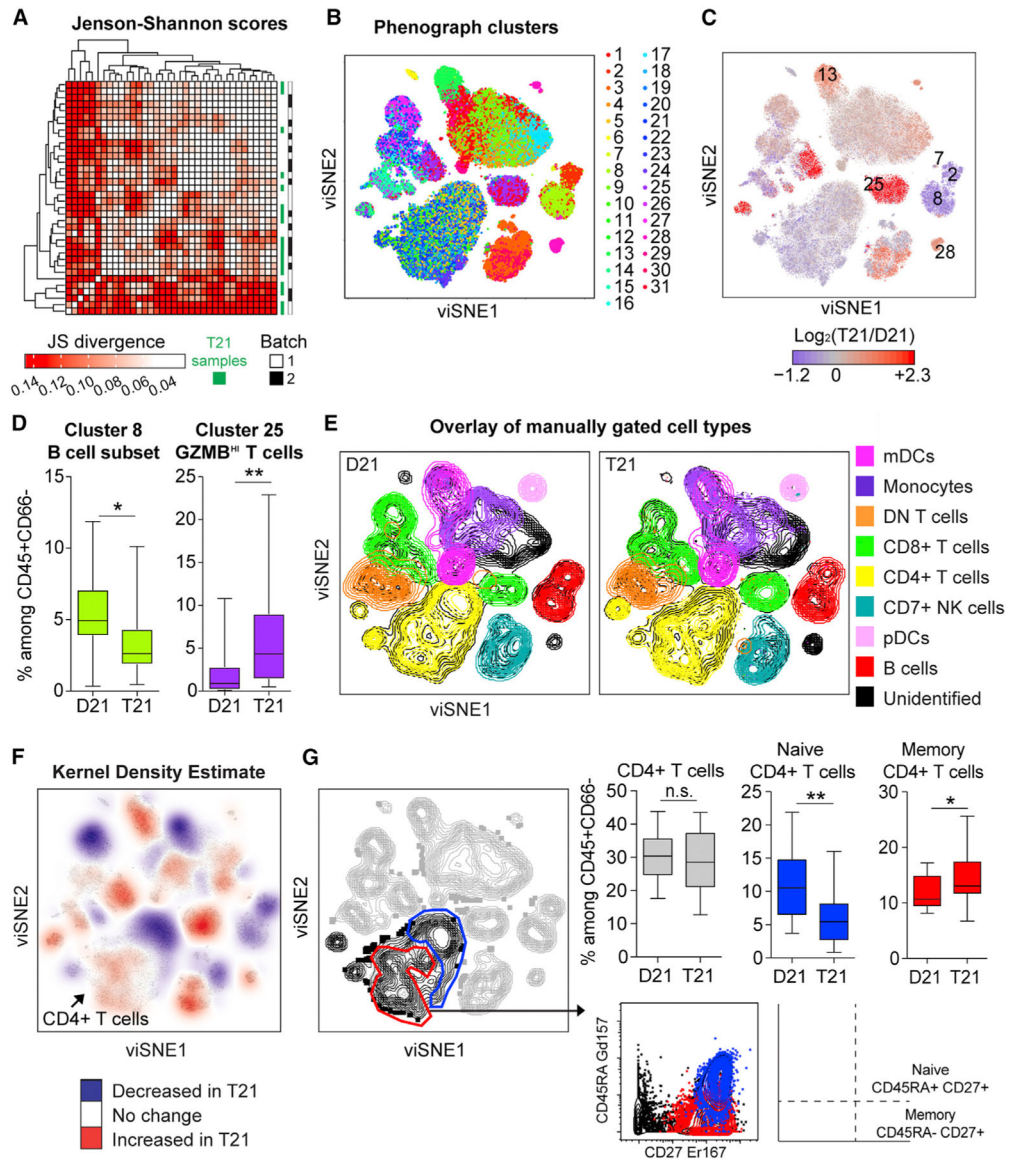 A
Jenson-Shannon scores
JS divergence
0.14 0.12 0.10 0.08 0.06 0.04
T21
samples
Batch
1
2
B
Phenograph clusters
viSNE2
viSNE1
1
2
3
4
5
6
7
8
9
10
11
12
13
14
15
16
17
18
19
20
21
22
23
24
25
26
27
28
29
30
31
C
13
7
2
25
8
28
viSNE2
viSNE1
Log₂(T21/D21)
−1.2 0 +2.3
D
Cluster 8
B cell subset
Cluster 25
GZMBᴴᴵ T cells
% among CD45+CD66-
15
10
5
0
*
D21 T21
25
20
15
10
5
0
**
D21 T21
E
Overlay of manually gated cell types
D21
T21
viSNE2
viSNE1
mDCs
Monocytes
DN T cells
CD8+ T cells
CD4+ T cells
CD7+ NK cells
pDCs
B cells
Unidentified
F
Kernel Density Estimate
viSNE2
CD4+ T cells
viSNE1
Decreased in T21
No change
Increased in T21
G
viSNE2
viSNE1
CD4+ T cells
% among CD45+CD66-
50
40
30
20
10
0
n.s.
D21 T21
Naive
CD4+ T cells
25
20
15
10
5
0
**
D21 T21
Memory
CD4+ T cells
30
20
10
0
*
D21 T21
CD45RA Gd157
CD27 Er167
Naive
CD45RA+ CD27+
Memory
CD45RA- CD27+